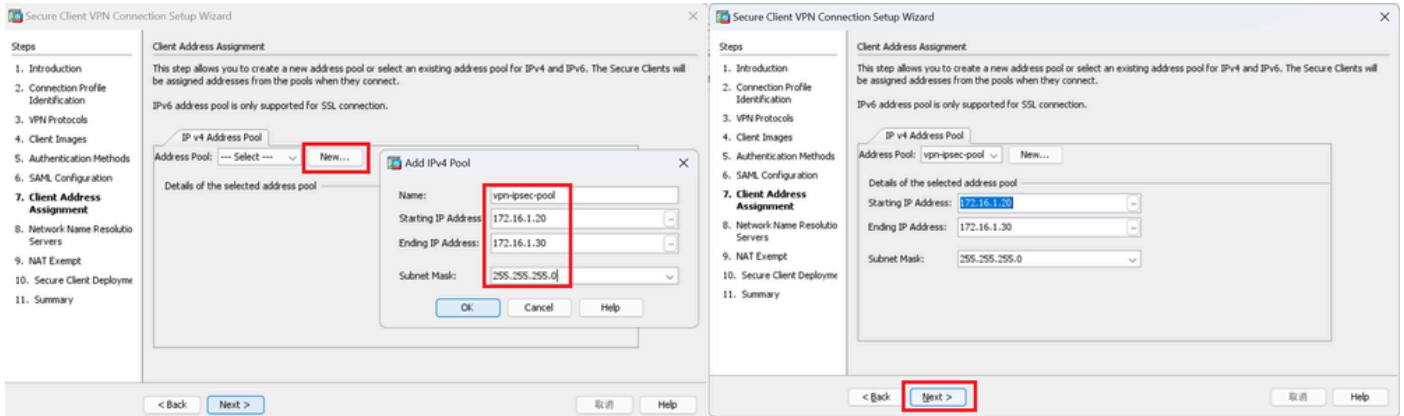 Secure Client VPN Connection Setup Wizard
Steps
1. Introduction
2. Connection Profile
Identification
3. VPN Protocols
4. Client Images
5. Authentication Methods
6. SAML Configuration
7. Client Address
Assignment
8. Network Name Resolutio
Servers
9. NAT Exempt
10. Secure Client Deployme
11. Summary
Client Address Assignment
This step allows you to create a new address pool or select an existing address pool for IPv4 and IPv6. The Secure Clients will
be assigned addresses from the pools when they connect.
IPv6 address pool is only supported for SSL connection.
IP v4 Address Pool
Address Pool: --- Select --- New...
Details of the selected address pool
Add IPv4 Pool
Name: vpn-ipsec-pool
Starting IP Address 172.16.1.20
Ending IP Address: 172.16.1.30
Subnet Mask: 255.255.255.0
OK Cancel Help
< Back Next > 取消 Help
Secure Client VPN Connection Setup Wizard
Steps
1. Introduction
2. Connection Profile
Identification
3. VPN Protocols
4. Client Images
5. Authentication Methods
6. SAML Configuration
7. Client Address
Assignment
8. Network Name Resolutio
Servers
9. NAT Exempt
10. Secure Client Deployme
11. Summary
Client Address Assignment
This step allows you to create a new address pool or select an existing address pool for IPv4 and IPv6. The Secure Clients will
be assigned addresses from the pools when they connect.
IPv6 address pool is only supported for SSL connection.
IP v4 Address Pool
Address Pool: vpn-ipsec-pool New...
Details of the selected address pool
Starting IP Address: 172.16.1.20
Ending IP Address: 172.16.1.30
Subnet Mask: 255.255.255.0
< Back Next > 取消 Help